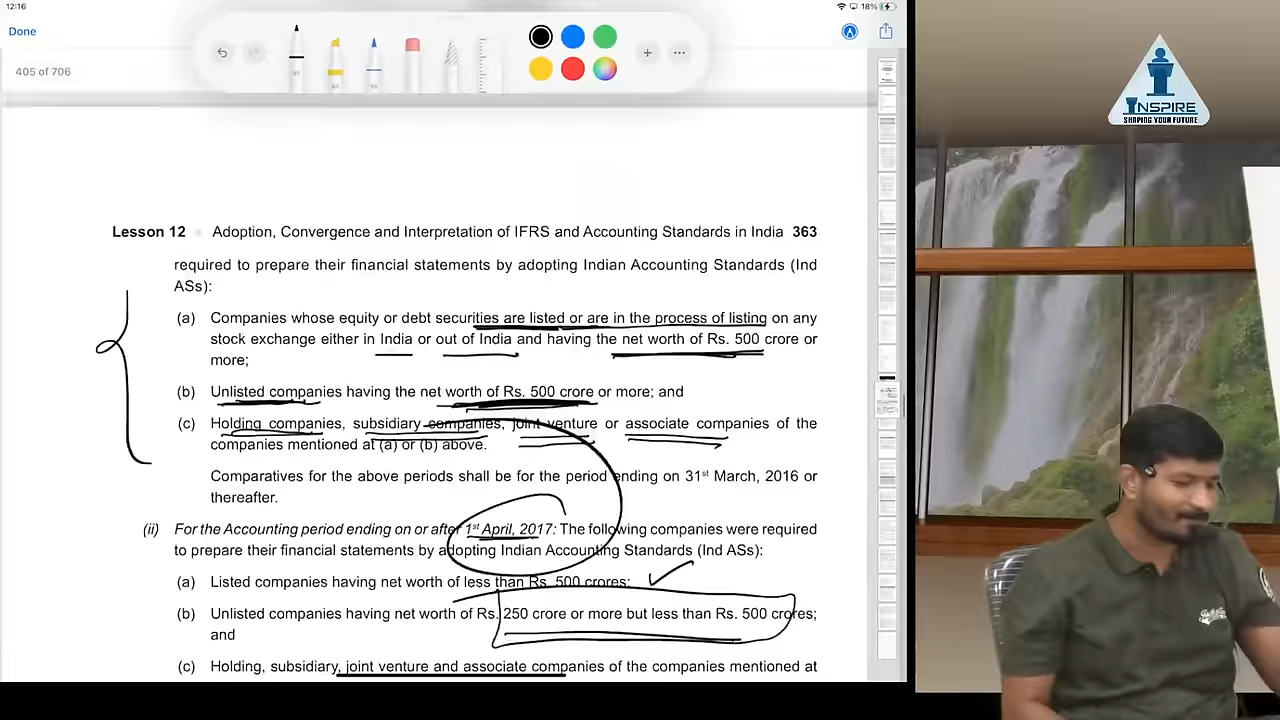 12:16
18%
Done
405 of 706
INSPIRE
SHAPING YOUR FUTURE
Lesson 12 Adoption, Convergence and Interpretation of IFRS and Accounting Standards in India 363
required to prepare their financial statements by adopting Indian Accounting Standards (Ind
ASs):
(a) Companies whose equity or debt securities are listed or are in the process of listing on any
stock exchange either in India or out of India and having the net worth of Rs. 500 crore or
more;
(b) Unlisted companies having the net worth of Rs. 500 crore or more; and
(c) Holding companies, subsidiary companies, joint venture or associate companies of the
companies mentioned at (a) or (b) above.
Comparatives for the above periods shall be for the period ending on 31st March, 2016 or
thereafter.
(ii) For the Accounting period ending on or after 1st April, 2017: The following companies were required
to prepare their financial statements by adopting Indian Accounting Standards (Ind ASs):
(a) Listed companies having net worth of less than Rs. 500 crores;
(b) Unlisted companies having net worth of Rs. 250 crore or more but less than Rs. 500 crores;
and
(c) Holding, subsidiary, joint venture and associate companies of the companies mentioned at